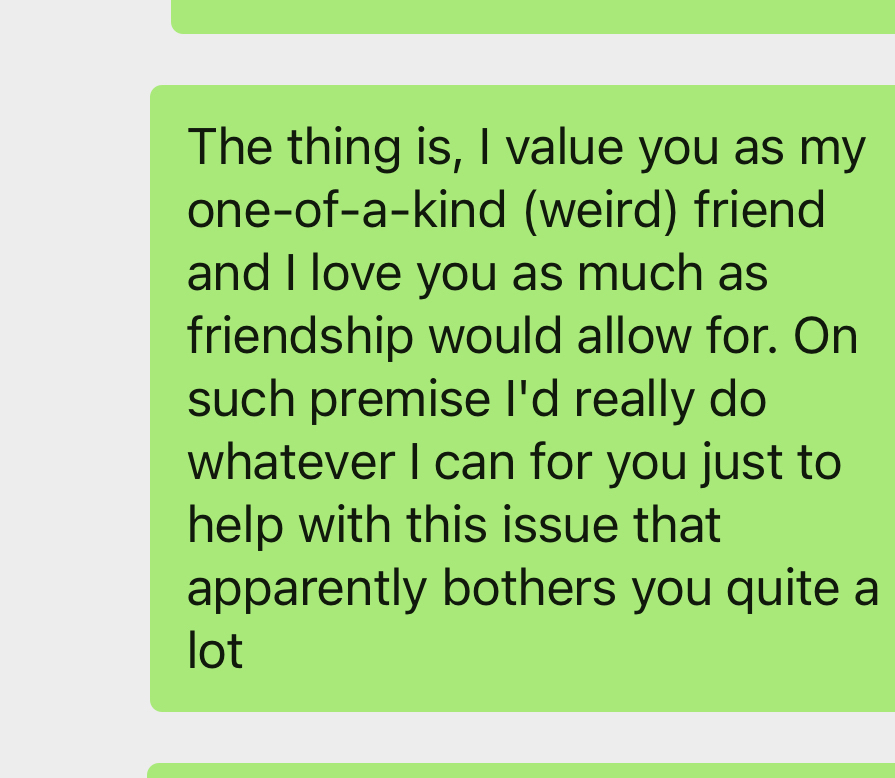 The thing is, I value you as my
one-of-a-kind (weird) friend
and I love you as much as
friendship would allow for. On
such premise I'd really do
whatever I can for you just to
help with this issue that
apparently bothers you quite a
lot